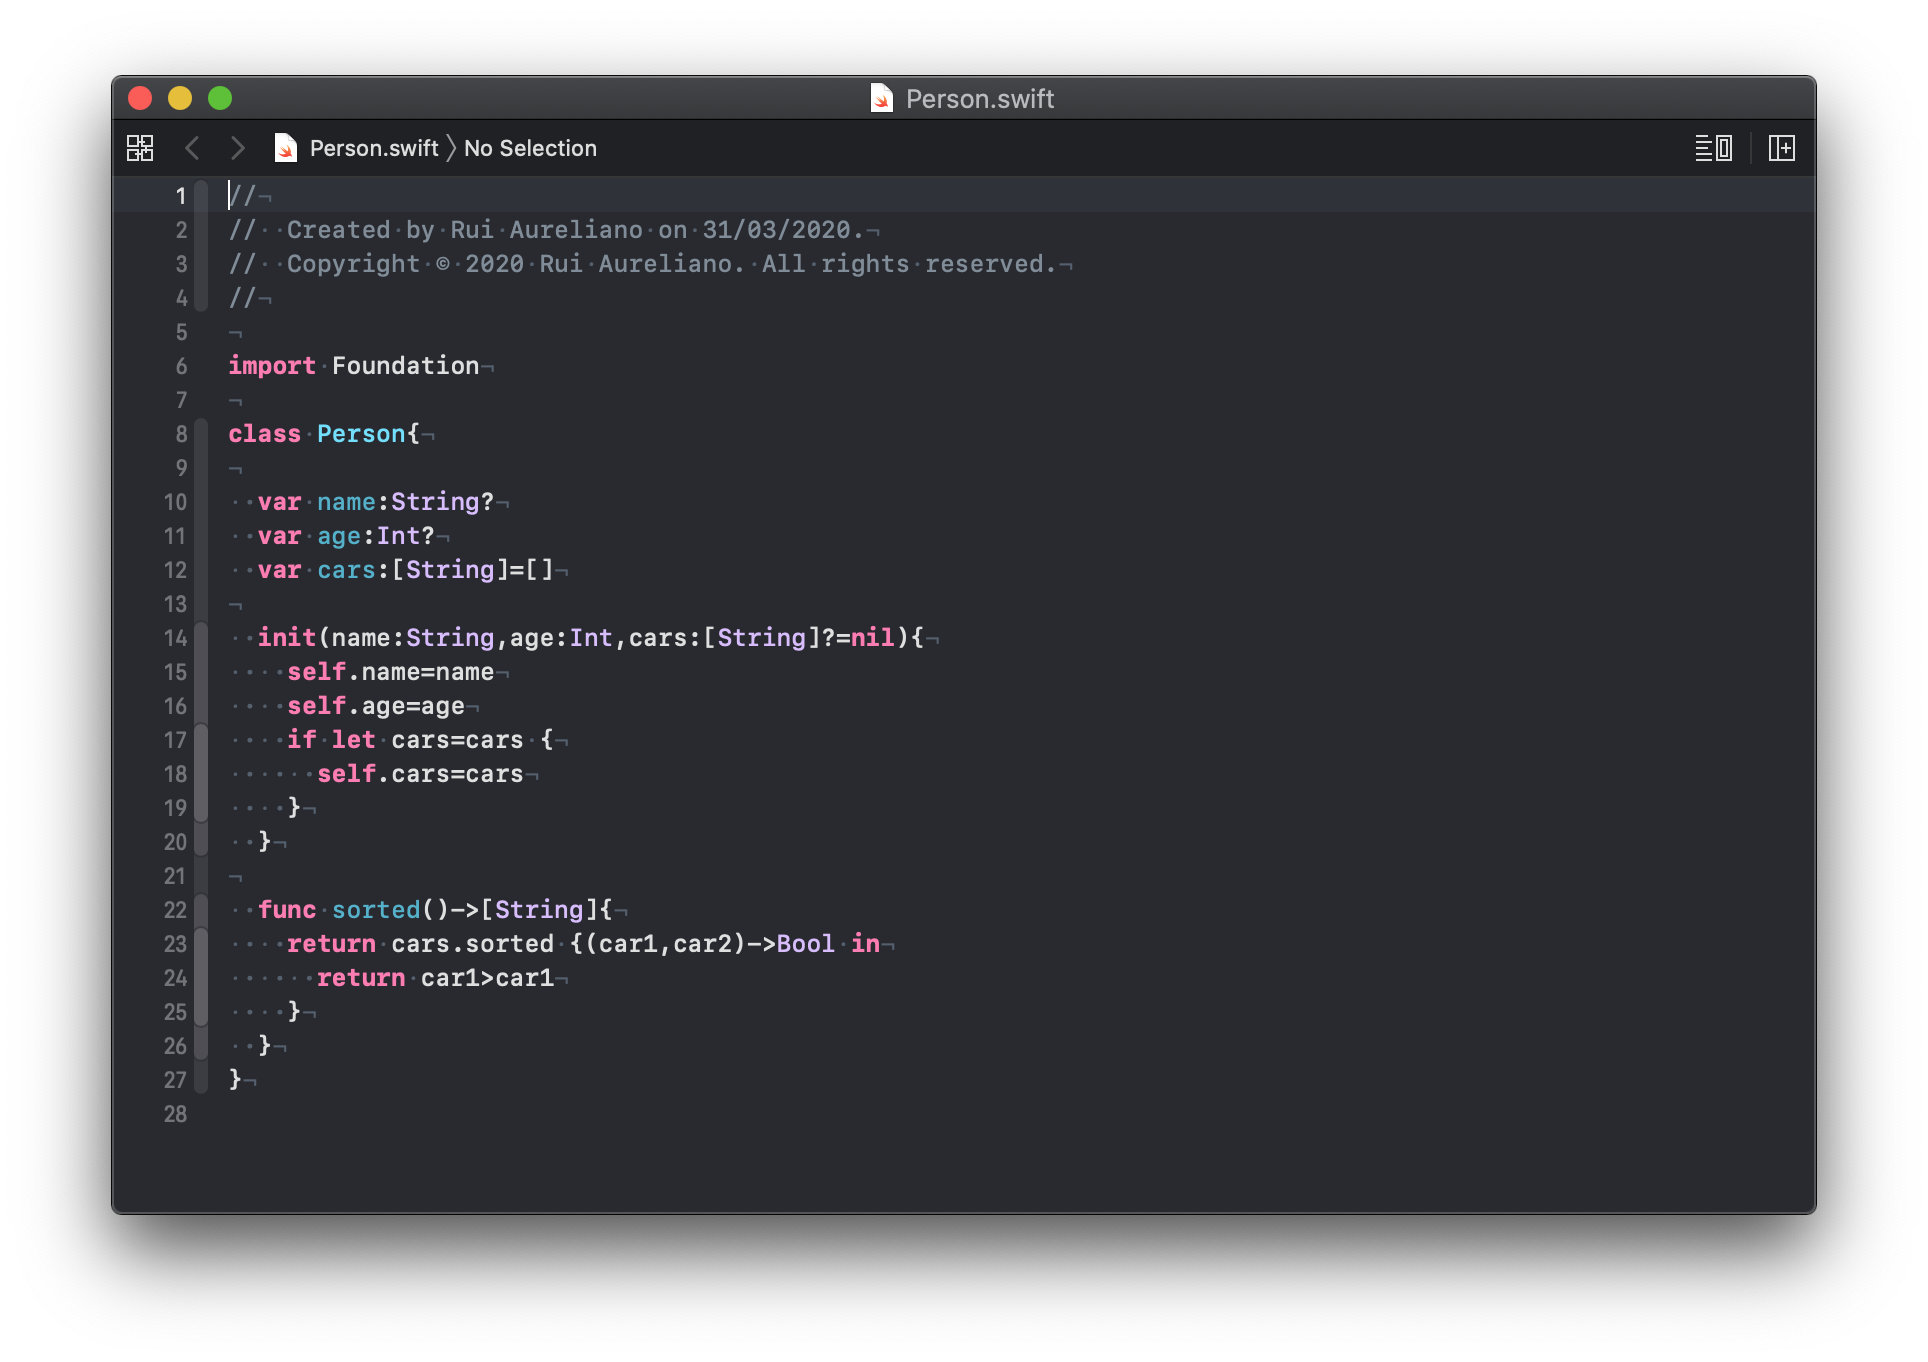 Person.swift
Person.swift 〉 No Selection
1 //¬
2 //··Created·by·Rui·Aureliano·on·31/03/2020.¬
3 //··Copyright·©·2020·Rui·Aureliano.·All·rights·reserved.¬
4 //¬
5 ¬
6 import·Foundation¬
7 ¬
8 class·Person{¬
9 ¬
10 ··var·name:String?¬
11 ··var·age:Int?¬
12 ··var·cars:[String]=[]¬
13 ¬
14 ··init(name:String,age:Int,cars:[String]?=nil){¬
15 ····self.name=name¬
16 ····self.age=age¬
17 ····if·let·cars=cars·{¬
18 ······self.cars=cars¬
19 ····}¬
20 ··}¬
21 ¬
22 ··func·sorted()->[String]{¬
23 ····return·cars.sorted·{(car1,car2)->Bool·in¬
24 ······return·car1>car1¬
25 ····}¬
26 ··}¬
27 }¬
28